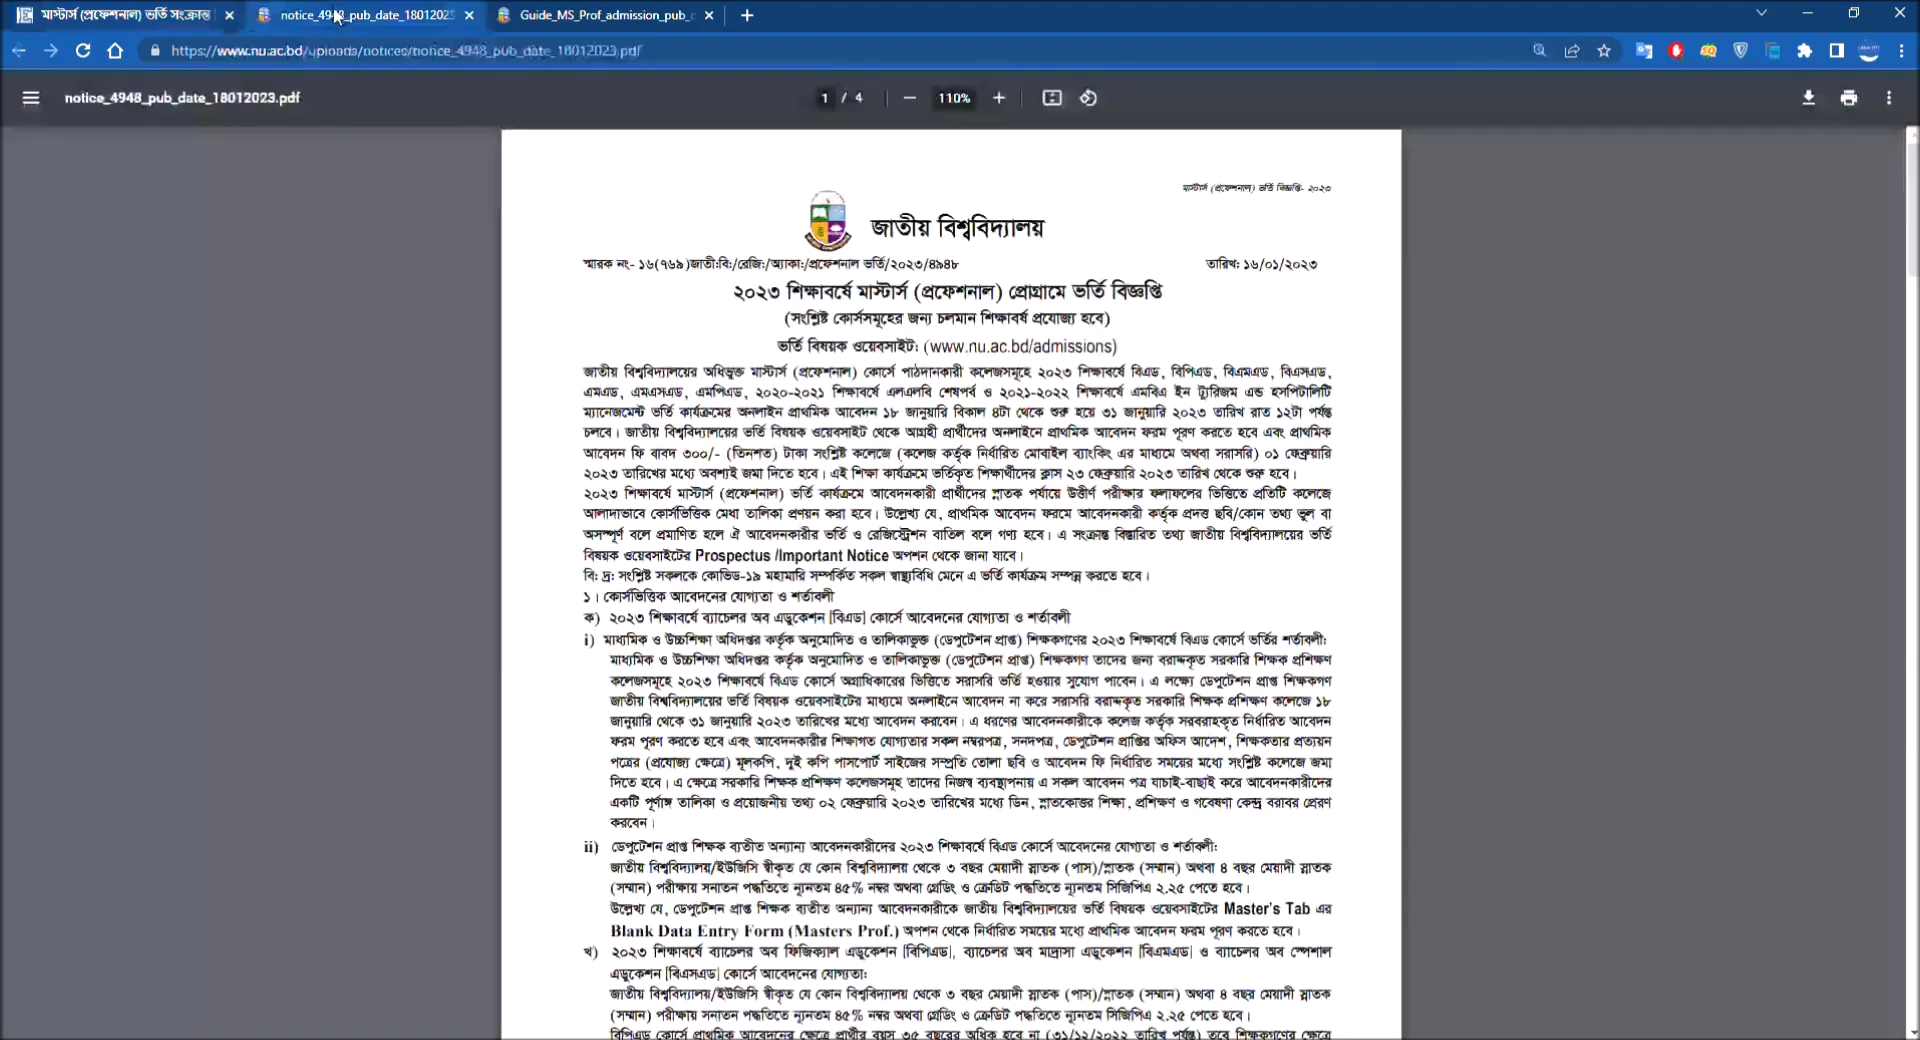 মাস্টার্স (প্রফেশনাল) ভর্তি সংক্রান্ত
notice_4948_pub_date_18012023
Guide_MS_Prof_admission_pub_
https://www.nu.ac.bd/uploads/notices/notice_4948_pub_date_18012023.pdf
notice_4948_pub_date_18012023.pdf
1 / 4
110%
মাস্টার্স (প্রফেশনাল) ভর্তি বিজ্ঞপ্তি- ২০২৩
জাতীয় বিশ্ববিদ্যালয়
স্মারক নং- ১৬(৭৬৯)জাতী:বি:/রেজি:/অ্যাকা:/প্রফেশনাল ভর্তি/২০২৩/৪৯৪৮
তারিখ: ১৬/০১/২০২৩
২০২৩ শিক্ষাবর্ষে মাস্টার্স (প্রফেশনাল) প্রোগ্রামে ভর্তি বিজ্ঞপ্তি
(সংশ্লিষ্ট কোর্সসমূহের জন্য চলমান শিক্ষাবর্ষ প্রযোজ্য হবে)
ভর্তি বিষয়ক ওয়েবসাইট: (www.nu.ac.bd/admissions)
জাতীয় বিশ্ববিদ্যালয়ের অধিভুক্ত মাস্টার্স (প্রফেশনাল) কোর্সে পাঠদানকারী কলেজসমূহে ২০২৩ শিক্ষাবর্ষে বিএড, বিপিএড, বিএমএড, বিএসএড,
এমএড, এমএসএড, এমপিএড, ২০২০-২০২১ শিক্ষাবর্ষে এলএলবি শেষপর্ব ও ২০২১-২০২২ শিক্ষাবর্ষে এমবিএ ইন ট্যুরিজম এন্ড হসপিটালিটি
ম্যানেজমেন্ট ভর্তি কার্যক্রমের অনলাইন প্রাথমিক আবেদন ১৮ জানুয়ারি বিকাল ৪টা থেকে শুরু হয়ে ৩১ জানুয়ারি ২০২৩ তারিখ রাত ১২টা পর্যন্ত
চলবে। জাতীয় বিশ্ববিদ্যালয়ের ভর্তি বিষয়ক ওয়েবসাইট থেকে আগ্রহী প্রার্থীদের অনলাইনে প্রাথমিক আবেদন ফরম পূরণ করতে হবে এবং প্রাথমিক
আবেদন ফি বাবদ ৩০০/- (তিনশত) টাকা সংশ্লিষ্ট কলেজে (কলেজ কর্তৃক নির্ধারিত মোবাইল ব্যাংকিং এর মাধ্যমে অথবা সরাসরি) ০১ ফেব্রুয়ারি
২০২৩ তারিখের মধ্যে অবশ্যই জমা দিতে হবে। এই শিক্ষা কার্যক্রমে ভর্তিকৃত শিক্ষার্থীদের ক্লাস ২৩ ফেব্রুয়ারি ২০২৩ তারিখ থেকে শুরু হবে।
২০২৩ শিক্ষাবর্ষে মাস্টার্স (প্রফেশনাল) ভর্তি কার্যক্রমে আবেদনকারী প্রার্থীদের স্নাতক পর্যায়ে উত্তীর্ণ পরীক্ষার ফলাফলের ভিত্তিতে প্রতিটি কলেজে
আলাদাভাবে কোর্সভিত্তিক মেধা তালিকা প্রণয়ন করা হবে। উল্লেখ্য যে, প্রাথমিক আবেদন ফরমে আবেদনকারী কর্তৃক প্রদত্ত ছবি/কোন তথ্য ভুল বা
অসম্পূর্ণ বলে প্রমাণিত হলে ঐ আবেদনকারীর ভর্তি ও রেজিস্ট্রেশন বাতিল বলে গণ্য হবে। এ সংক্রান্ত বিস্তারিত তথ্য জাতীয় বিশ্ববিদ্যালয়ের ভর্তি
বিষয়ক ওয়েবসাইটের Prospectus /Important Notice অপশন থেকে জানা যাবে।
বি: দ্র: সংশ্লিষ্ট সকলকে কোভিড-১৯ মহামারি সম্পর্কিত সকল স্বাস্থ্যবিধি মেনে এ ভর্তি কার্যক্রম সম্পন্ন করতে হবে।
১। কোর্সভিত্তিক আবেদনের যোগ্যতা ও শর্তাবলী
ক) ২০২৩ শিক্ষাবর্ষে ব্যাচেলর অব এডুকেশন [বিএড] কোর্সে আবেদনের যোগ্যতা ও শর্তাবলী
i) মাধ্যমিক ও উচ্চশিক্ষা অধিদপ্তর কর্তৃক অনুমোদিত ও তালিকাভুক্ত (ডেপুটেশন প্রাপ্ত) শিক্ষকগণের ২০২৩ শিক্ষাবর্ষে বিএড কোর্সে ভর্তির শর্তাবলী:
মাধ্যমিক ও উচ্চশিক্ষা অধিদপ্তর কর্তৃক অনুমোদিত ও তালিকাভুক্ত (ডেপুটেশন প্রাপ্ত) শিক্ষকগণ তাদের জন্য বরাদ্দকৃত সরকারি শিক্ষক প্রশিক্ষণ
কলেজসমূহে ২০২৩ শিক্ষাবর্ষে বিএড কোর্সে অগ্রাধিকারের ভিত্তিতে সরাসরি ভর্তি হওয়ার সুযোগ পাবেন। এ লক্ষ্যে ডেপুটেশন প্রাপ্ত শিক্ষকগণ
জাতীয় বিশ্ববিদ্যালয়ের ভর্তি বিষয়ক ওয়েবসাইটের মাধ্যমে অনলাইনে আবেদন না করে সরাসরি বরাদ্দকৃত সরকারি শিক্ষক প্রশিক্ষণ কলেজে ১৮
জানুয়ারি থেকে ৩১ জানুয়ারি ২০২৩ তারিখের মধ্যে আবেদন করবেন। এ ধরণের আবেদনকারীকে কলেজ কর্তৃক সরবরাহকৃত নির্ধারিত আবেদন
ফরম পূরণ করতে হবে এবং আবেদনকারীর শিক্ষাগত যোগ্যতার সকল নম্বরপত্র, সনদপত্র, ডেপুটেশন প্রাপ্তির অফিস আদেশ, শিক্ষকতার প্রত্যয়ন
পত্রের (প্রযোজ্য ক্ষেত্রে) মূলকপি, দুই কপি পাসপোর্ট সাইজের সম্প্রতি তোলা ছবি ও আবেদন ফি নির্ধারিত সময়ের মধ্যে সংশ্লিষ্ট কলেজে জমা
দিতে হবে। এ ক্ষেত্রে সরকারি শিক্ষক প্রশিক্ষণ কলেজসমূহ তাদের নিজস্ব ব্যবস্থাপনায় এ সকল আবেদন পত্র যাচাই-বাছাই করে আবেদনকারীদের
একটি পূর্ণাঙ্গ তালিকা ও প্রয়োজনীয় তথ্য ০২ ফেব্রুয়ারি ২০২৩ তারিখের মধ্যে ডিন, স্নাতকোত্তর শিক্ষা, প্রশিক্ষণ ও গবেষণা কেন্দ্র বরাবর প্রেরণ
করবেন।
ii) ডেপুটেশন প্রাপ্ত শিক্ষক ব্যতীত অন্যান্য আবেদনকারীদের ২০২৩ শিক্ষাবর্ষে বিএড কোর্সে আবেদনের যোগ্যতা ও শর্তাবলী:
জাতীয় বিশ্ববিদ্যালয়/ইউজিসি স্বীকৃত যে কোন বিশ্ববিদ্যালয় থেকে ৩ বছর মেয়াদী স্নাতক (পাস)/স্নাতক (সম্মান) অথবা ৪ বছর মেয়াদী স্নাতক
(সম্মান) পরীক্ষায় সনাতন পদ্ধতিতে ন্যূনতম ৪৫% নম্বর অথবা গ্রেডিং ও ক্রেডিট পদ্ধতিতে ন্যূনতম সিজিপিএ ২.২৫ পেতে হবে।
উল্লেখ্য যে, ডেপুটেশন প্রাপ্ত শিক্ষক ব্যতীত অন্যান্য আবেদনকারীকে জাতীয় বিশ্ববিদ্যালয়ের ভর্তি বিষয়ক ওয়েবসাইটের Master's Tab এর
Blank Data Entry Form (Masters Prof.) অপশন থেকে নির্ধারিত সময়ের মধ্যে প্রাথমিক আবেদন ফরম পূরণ করতে হবে।
খ) ২০২৩ শিক্ষাবর্ষে ব্যাচেলর অব ফিজিক্যাল এডুকেশন [বিপিএড], ব্যাচেলর অব মাদ্রাসা এডুকেশন [বিএমএড] ও ব্যাচেলর অব স্পেশাল
এডুকেশন [বিএসএড] কোর্সে আবেদনের যোগ্যতা:
জাতীয় বিশ্ববিদ্যালয়/ইউজিসি স্বীকৃত যে কোন বিশ্ববিদ্যালয় থেকে ৩ বছর মেয়াদী স্নাতক (পাস)/স্নাতক (সম্মান) অথবা ৪ বছর মেয়াদী স্নাতক
(সম্মান) পরীক্ষায় সনাতন পদ্ধতিতে ন্যূনতম ৪৫% নম্বর অথবা গ্রেডিং ও ক্রেডিট পদ্ধতিতে ন্যূনতম সিজিপিএ ২.২৫ পেতে হবে।
বিপিএড কোর্সে প্রাথমিক আবেদনের ক্ষেত্রে প্রার্থীর বয়স ৩৫ বছরের অধিক হবে না (৩১/১২/২০২২ তারিখ পর্যন্ত) তবে শিক্ষকগণের ক্ষেত্রে